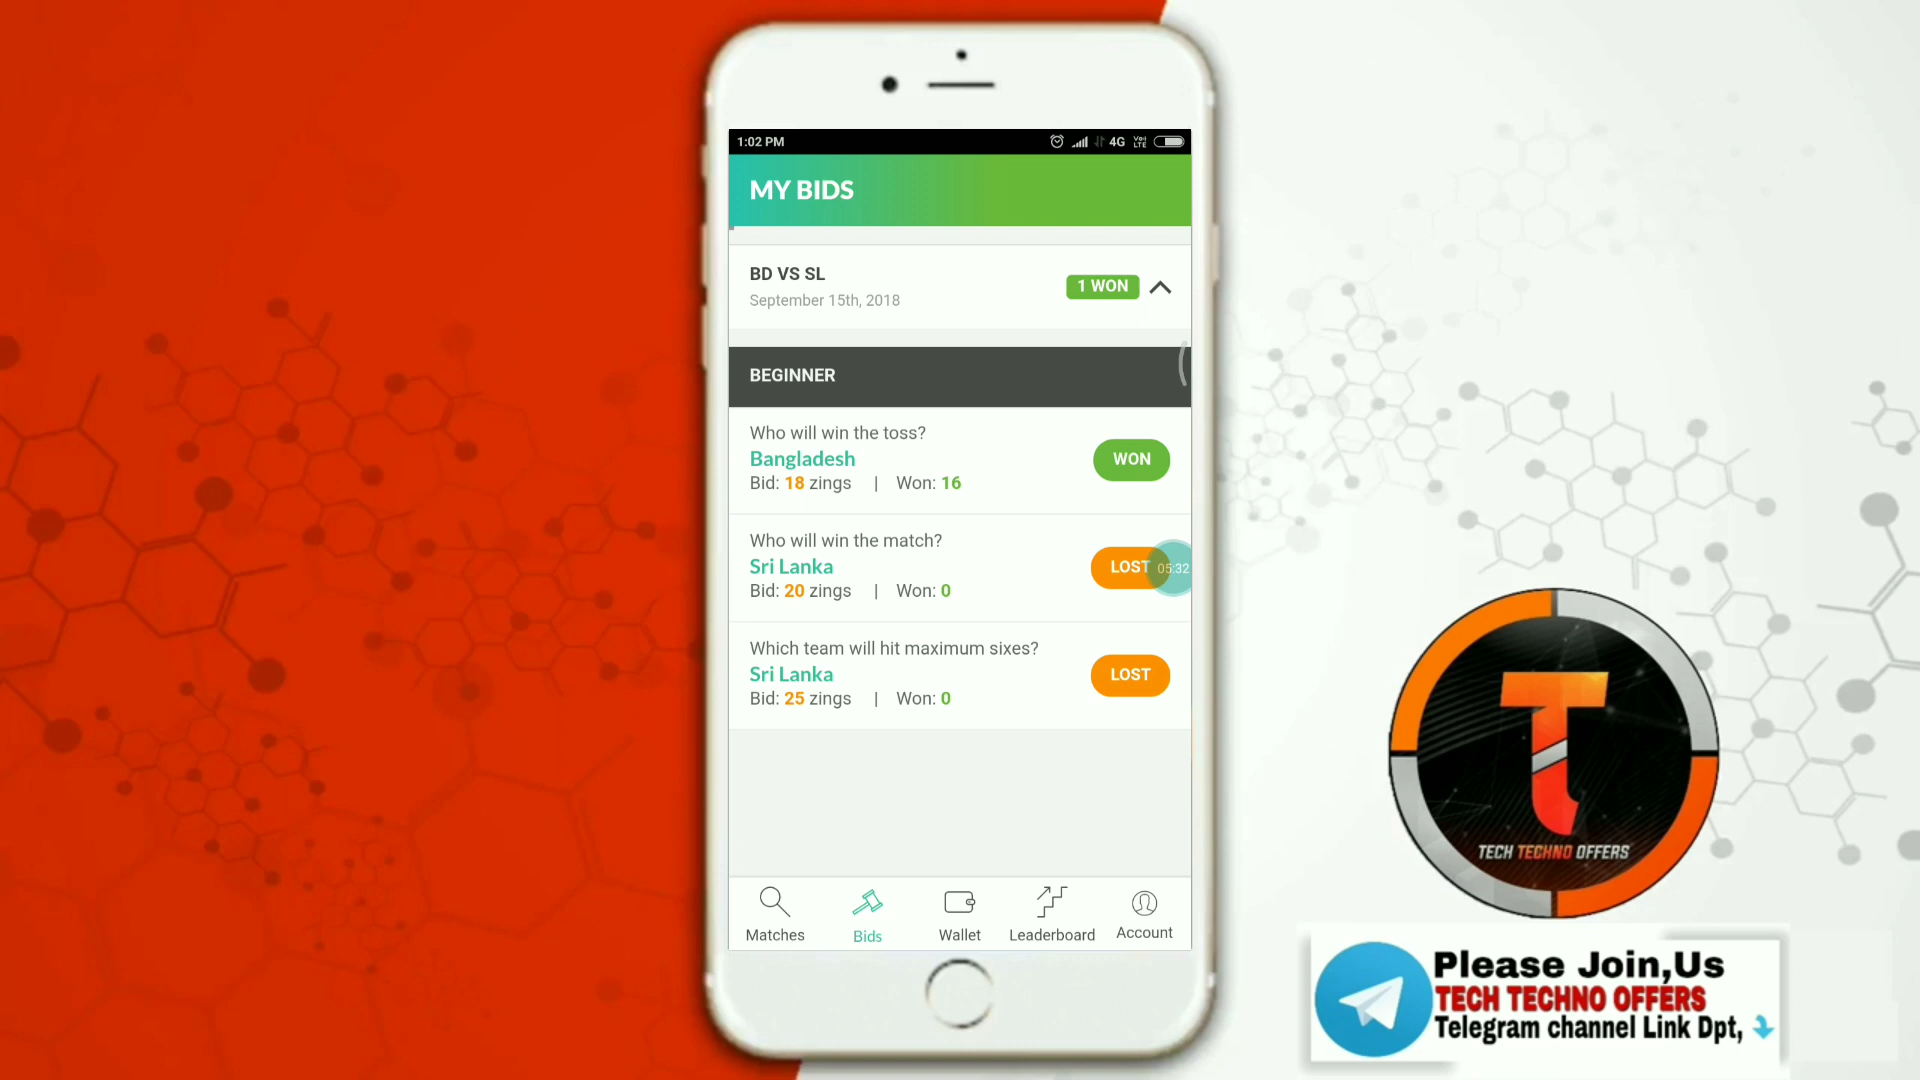 1:02 PM
4G
VoLTE
MY BIDS
BD VS SL
1 WON
September 15th, 2018
BEGINNER
Who will win the toss?
Bangladesh
WON
Bid: 18 zings | Won: 16
Who will win the match?
Sri Lanka
LOST
05:32
Bid: 20 zings | Won: 0
Which team will hit maximum sixes?
Sri Lanka
LOST
Bid: 25 zings | Won: 0
Matches
Bids
Wallet
Leaderboard
Account
T
TECH TECHNO OFFERS
Please Join,Us
TECH TECHNO OFFERS
Telegram channel Link Dpt,